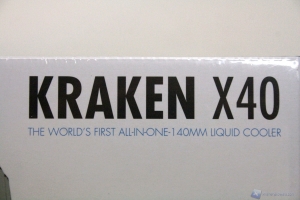 KRAKEN X40
THE WORLD'S FIRST ALL-IN-ONE-140MM LIQUID COOLER